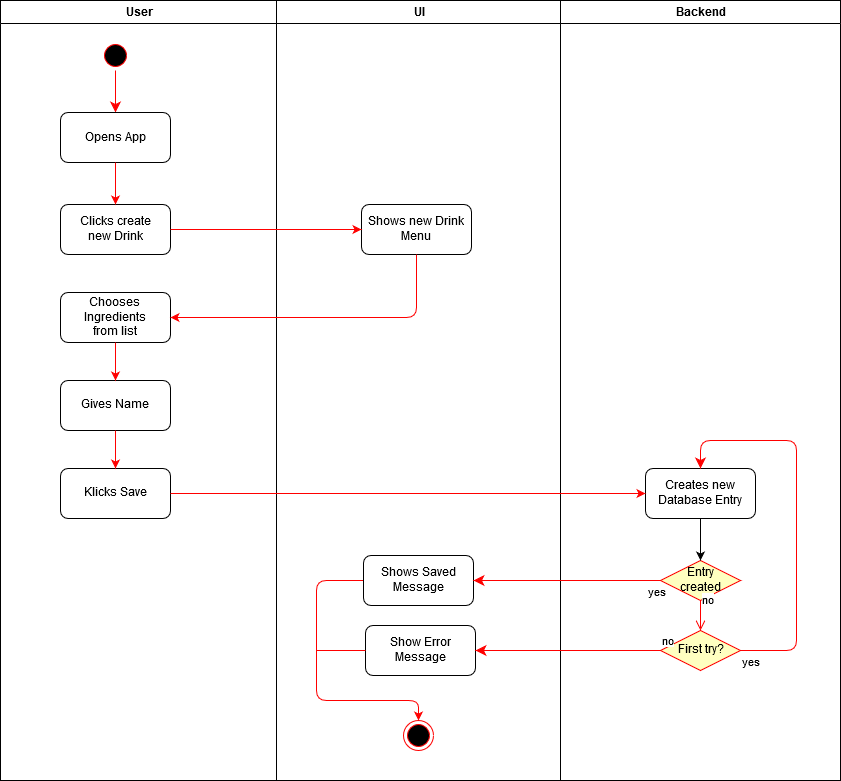 User
UI
Backend
Opens App
Clicks create
new Drink
Shows new Drink
Menu
Chooses
Ingredients
from list
Gives Name
Klicks Save
Creates new
Database Entry
Entry
created
yes
no
Shows Saved
Message
First try?
no
yes
Show Error
Message